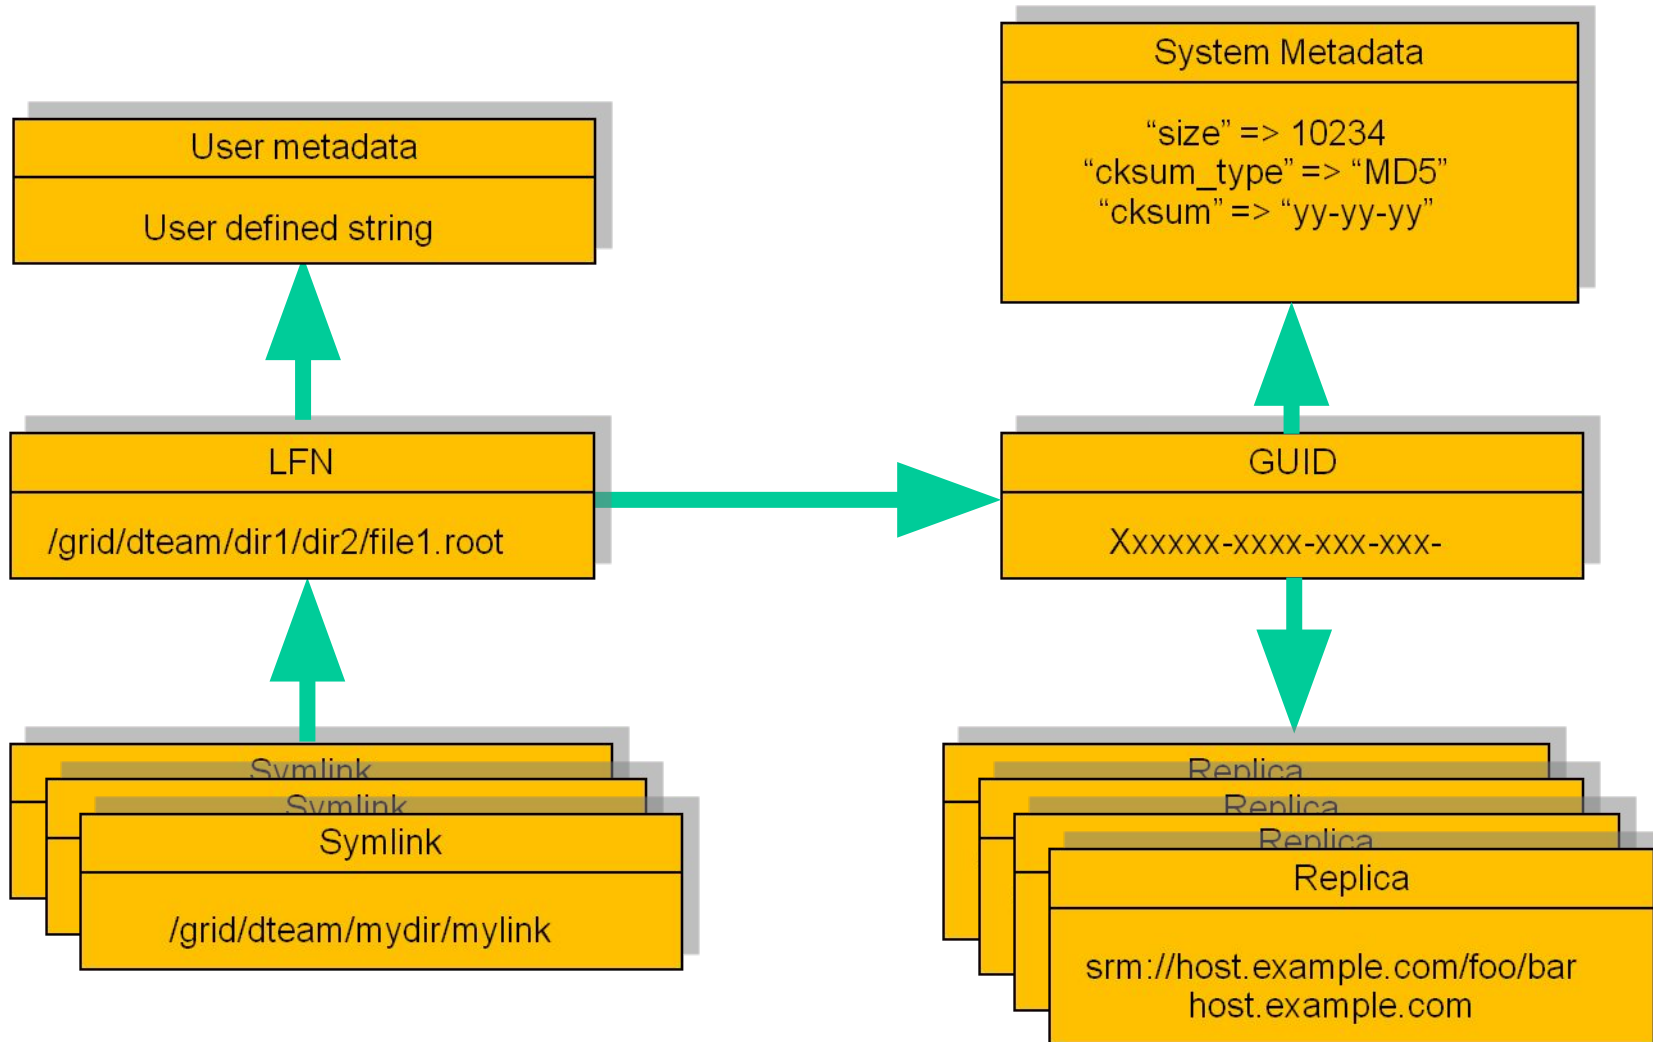 System Metadata
“size” => 10234
“cksum_type” => “MD5”
“cksum” => “yy-yy-yy”
User metadata
User defined string
LFN
/grid/dteam/dir1/dir2/file1.root
GUID
Xxxxxx-xxxx-xxx-xxx-
Symlink
Symlink
Symlink
/grid/dteam/mydir/mylink
Replica
Replica
Replica
Replica
srm://host.example.com/foo/bar
host.example.com